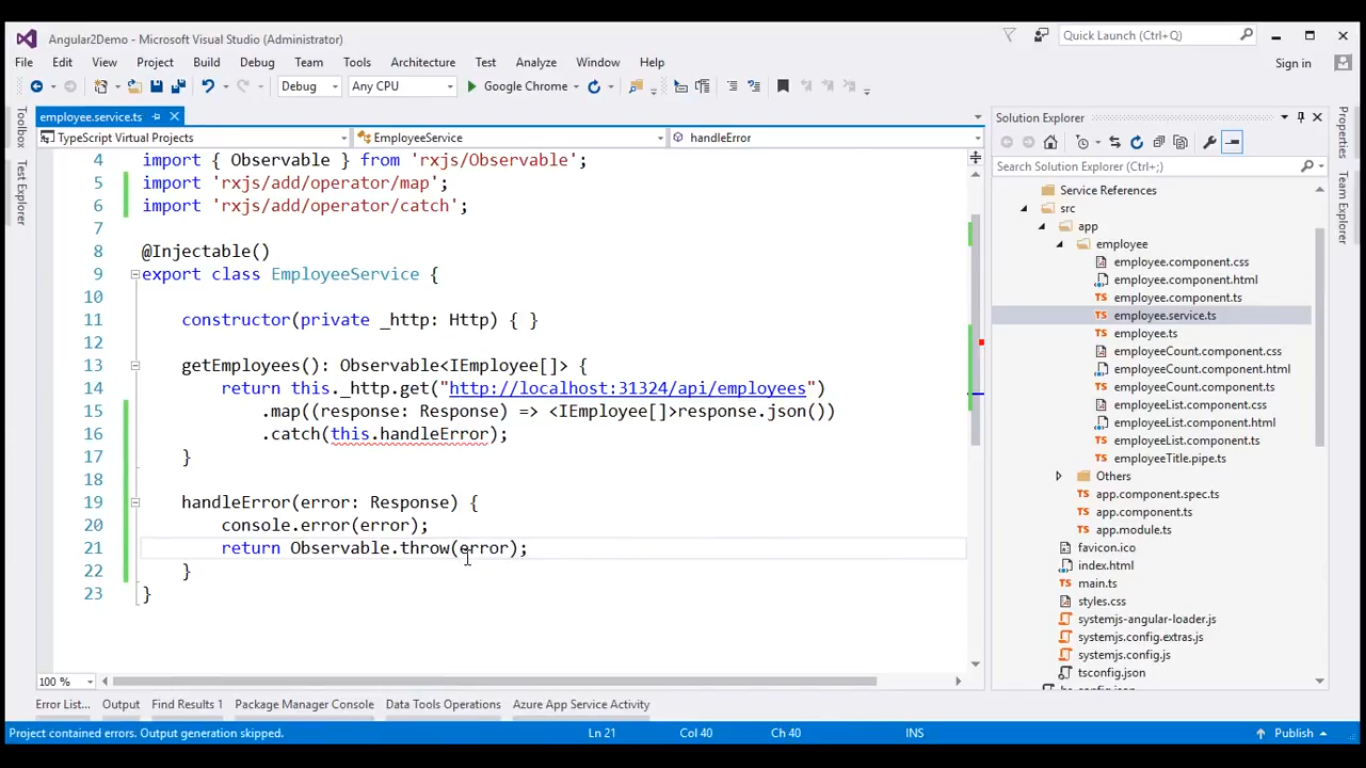 Angular2Demo - Microsoft Visual Studio (Administrator)
Quick Launch (Ctrl+Q)
File Edit View Project Build Debug Team Tools Architecture Test Analyze Window Help
Sign in
Debug Any CPU Google Chrome
Toolbox
Test Explorer
employee.service.ts
TypeScript Virtual Projects EmployeeService handleError
4 import { Observable } from 'rxjs/Observable';
5 import 'rxjs/add/operator/map';
6 import 'rxjs/add/operator/catch';
7
8 @Injectable()
9 export class EmployeeService {
10
11 constructor(private _http: Http) { }
12
13 getEmployees(): Observable<IEmployee[]> {
14 return this._http.get("http://localhost:31324/api/employees")
15 .map((response: Response) => <IEmployee[]>response.json())
16 .catch(this.handleError);
17 }
18
19 handleError(error: Response) {
20 console.error(error);
21 return Observable.throw(error);
22 }
23 }
100 %
Solution Explorer
Search Solution Explorer (Ctrl+;)
Service References
src
app
employee
employee.component.css
employee.component.html
employee.component.ts
employee.service.ts
employee.ts
employeeCount.component.css
employeeCount.component.html
employeeCount.component.ts
employeeList.component.css
employeeList.component.html
employeeList.component.ts
employeeTitle.pipe.ts
Others
app.component.spec.ts
app.component.ts
app.module.ts
favicon.ico
index.html
main.ts
styles.css
systemjs-angular-loader.js
systemjs.config.extras.js
systemjs.config.js
tsconfig.json
Properties
Team Explorer
Error List... Output Find Results 1 Package Manager Console Data Tools Operations Azure App Service Activity
Project contained errors. Output generation skipped. Ln 21 Col 40 Ch 40 INS Publish